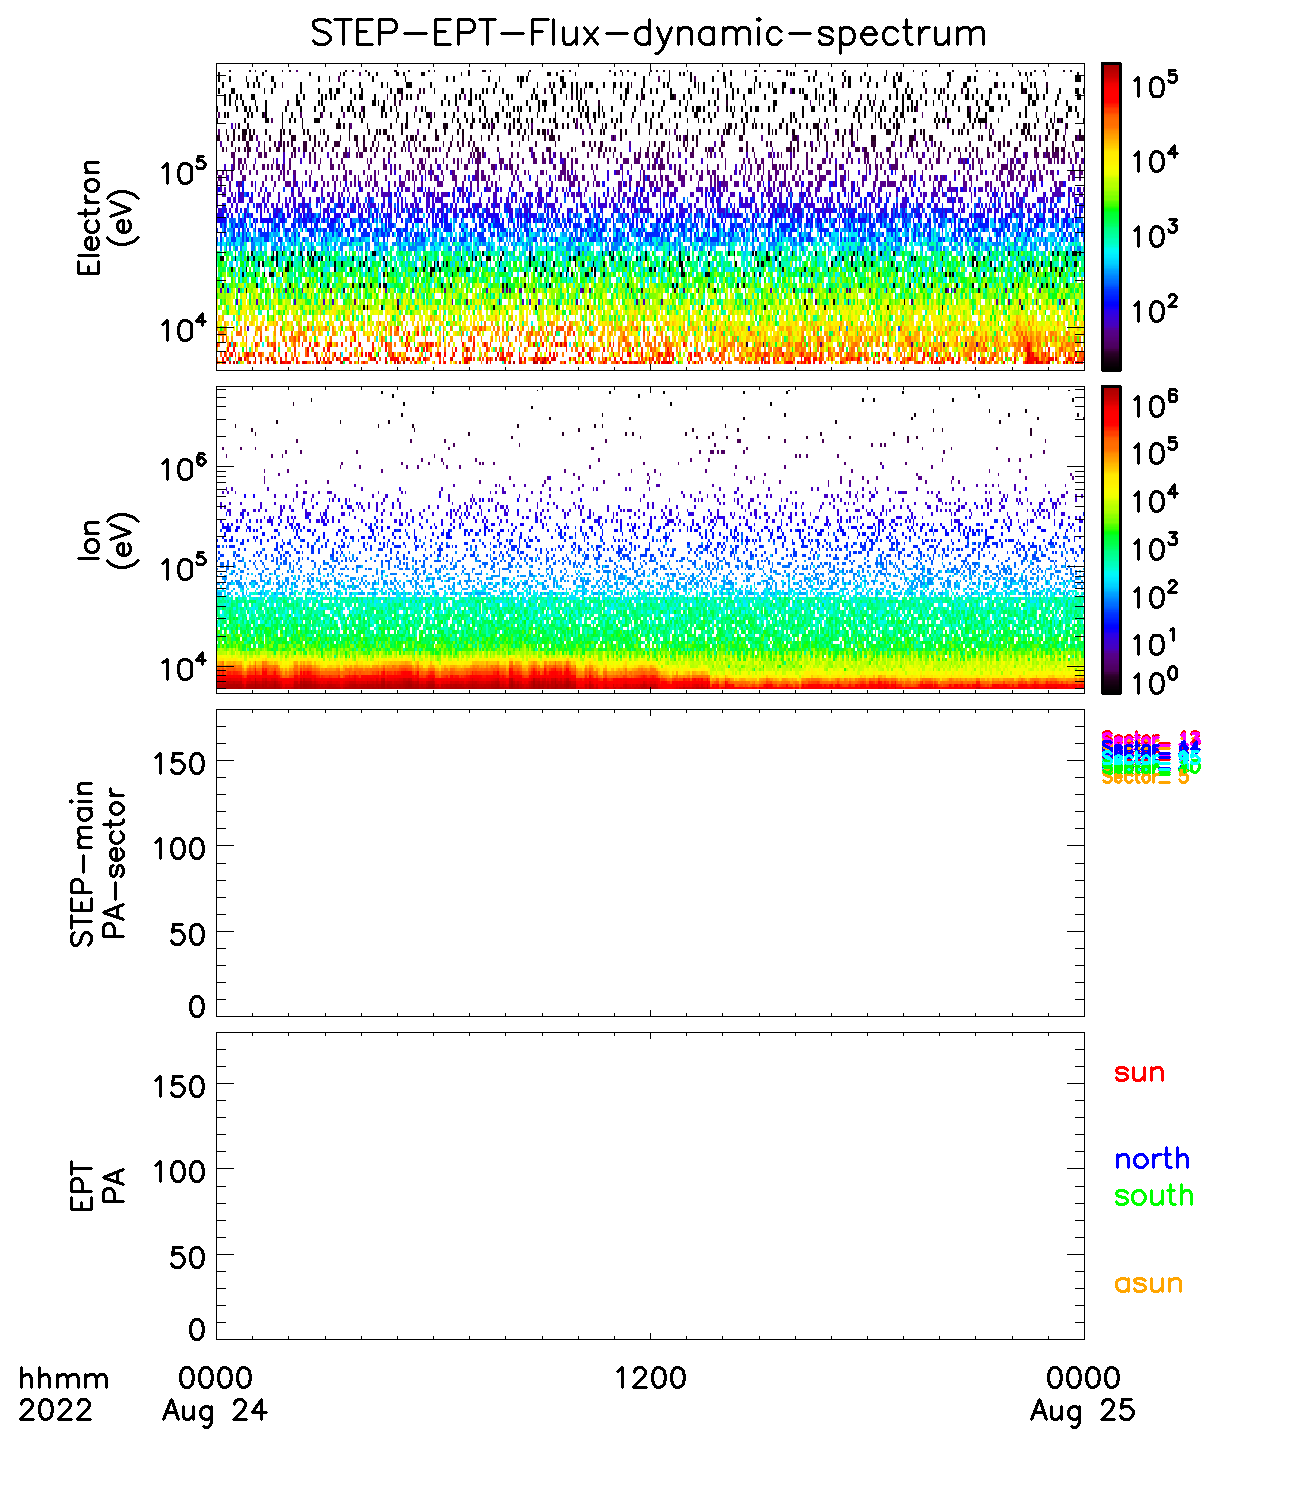 STEP-EPT-Flux-dynamic-spectrum
Electron
(eV)
10^5
10^4
10^5
10^4
10^3
10^2
Ion
(eV)
10^6
10^5
10^4
10^6
10^5
10^4
10^3
10^2
10^1
10^0
STEP-main
PA-sector
150
100
50
0
Sector_ 5
EPT
PA
150
100
50
0
sun
north
south
asun
hhmm
2022
0000
Aug 24
1200
0000
Aug 25